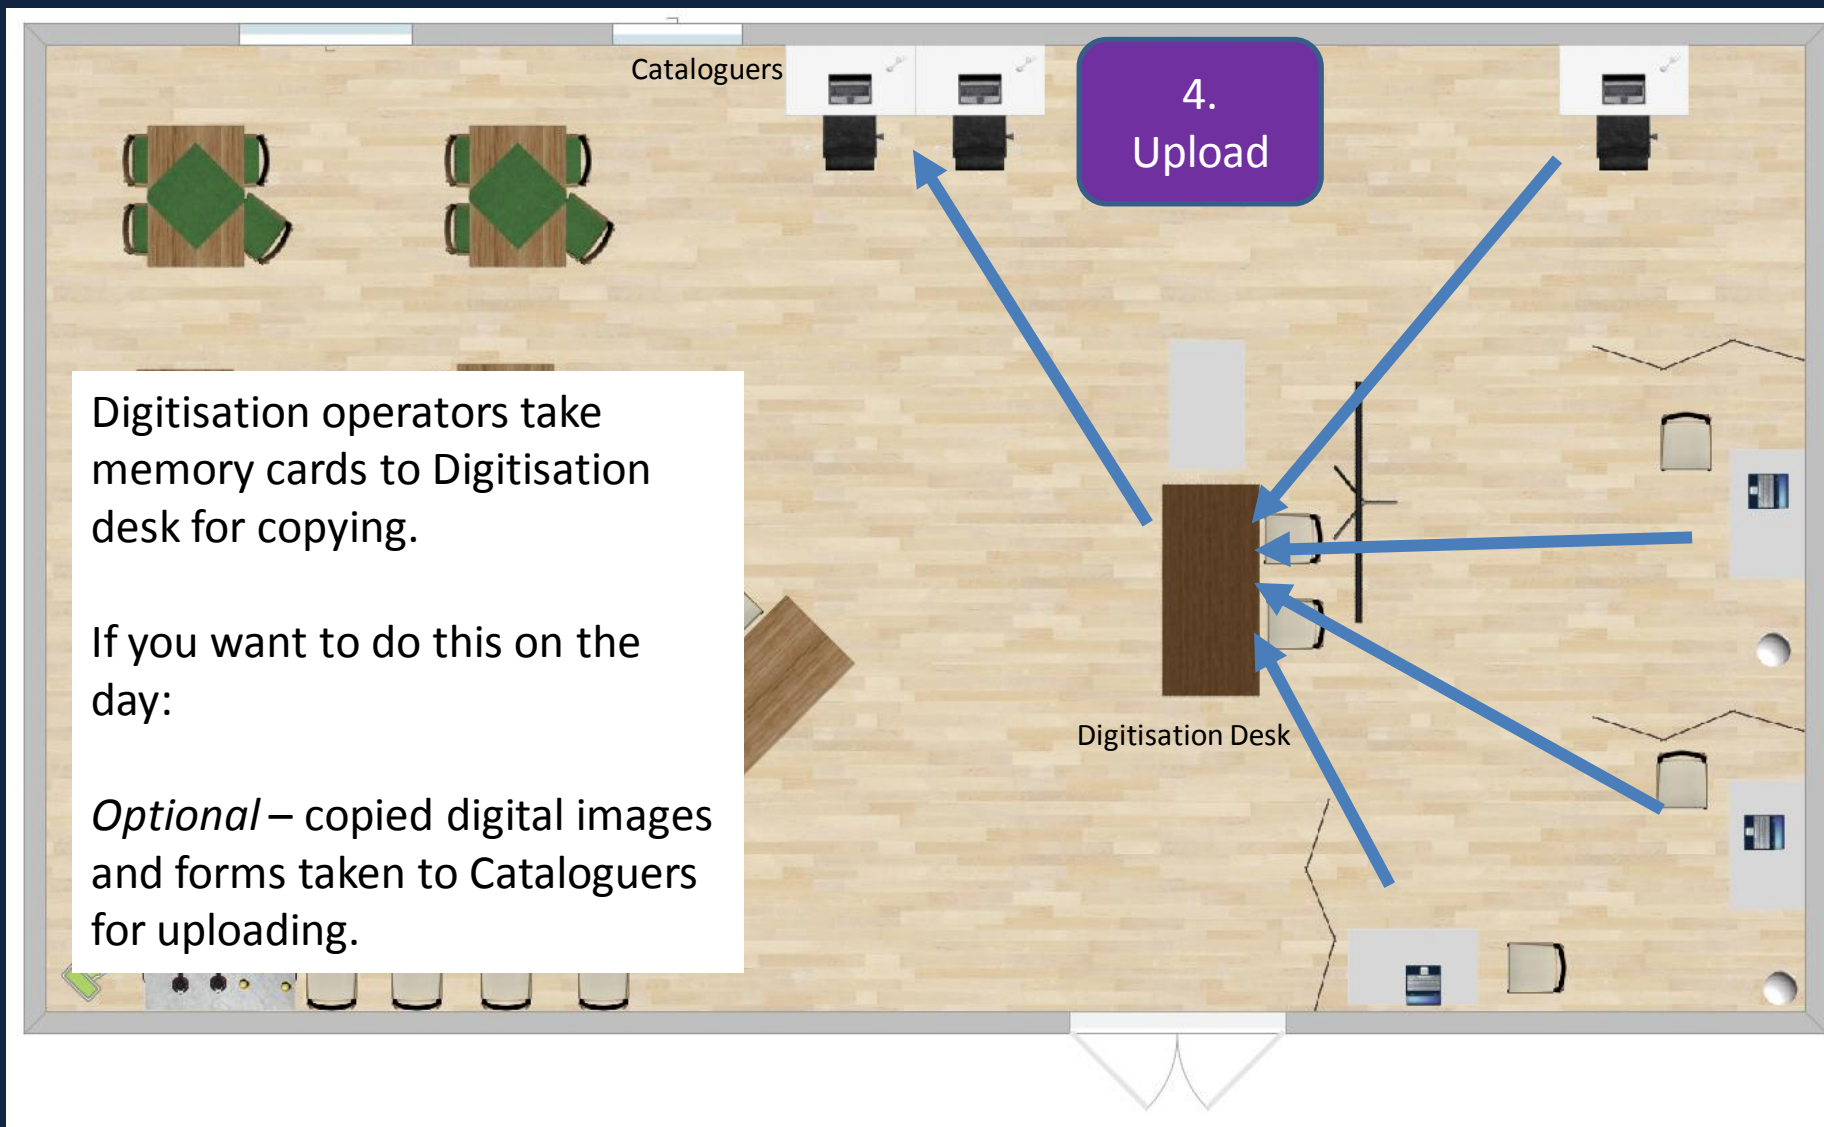 Cataloguers
4.
Upload
Digitisation operators take
memory cards to Digitisation
desk for copying.
If you want to do this on the
day:
Optional – copied digital images
and forms taken to Cataloguers
for uploading.
Digitisation Desk